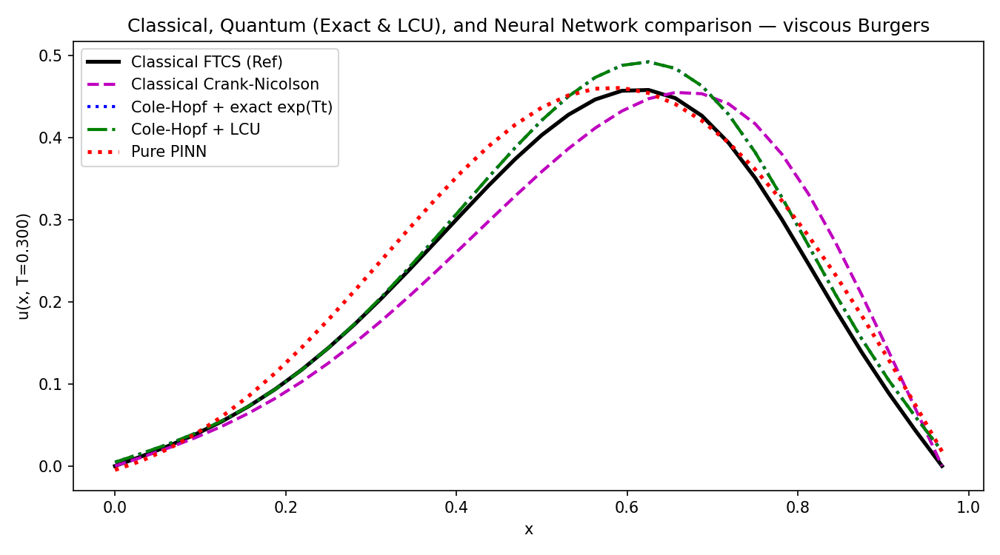 Classical, Quantum (Exact & LCU), and Neural Network comparison — viscous Burgers
Classical FTCS (Ref)
Classical Crank-Nicolson
Cole-Hopf + exact exp(Tt)
Cole-Hopf + LCU
Pure PINN
u(x, T=0.300)
0.5
0.4
0.3
0.2
0.1
0.0
0.0 0.2 0.4 0.6 0.8 1.0
x